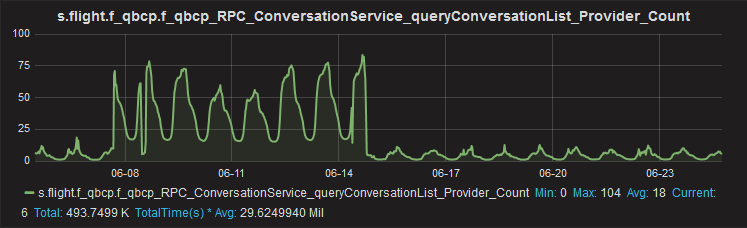 s.flight.f_qbcp.f_qbcp_RPC_ConversationService_queryConversationList_Provider_Count
100
75
50
25
0
06-08 06-11 06-14 06-17 06-20 06-23
s.flight.f_qbcp.f_qbcp_RPC_ConversationService_queryConversationList_Provider_Count Min: 0 Max: 104 Avg: 18 Current:
6 Total: 493.7499 K TotalTime(s) * Avg: 29.6249940 Mil